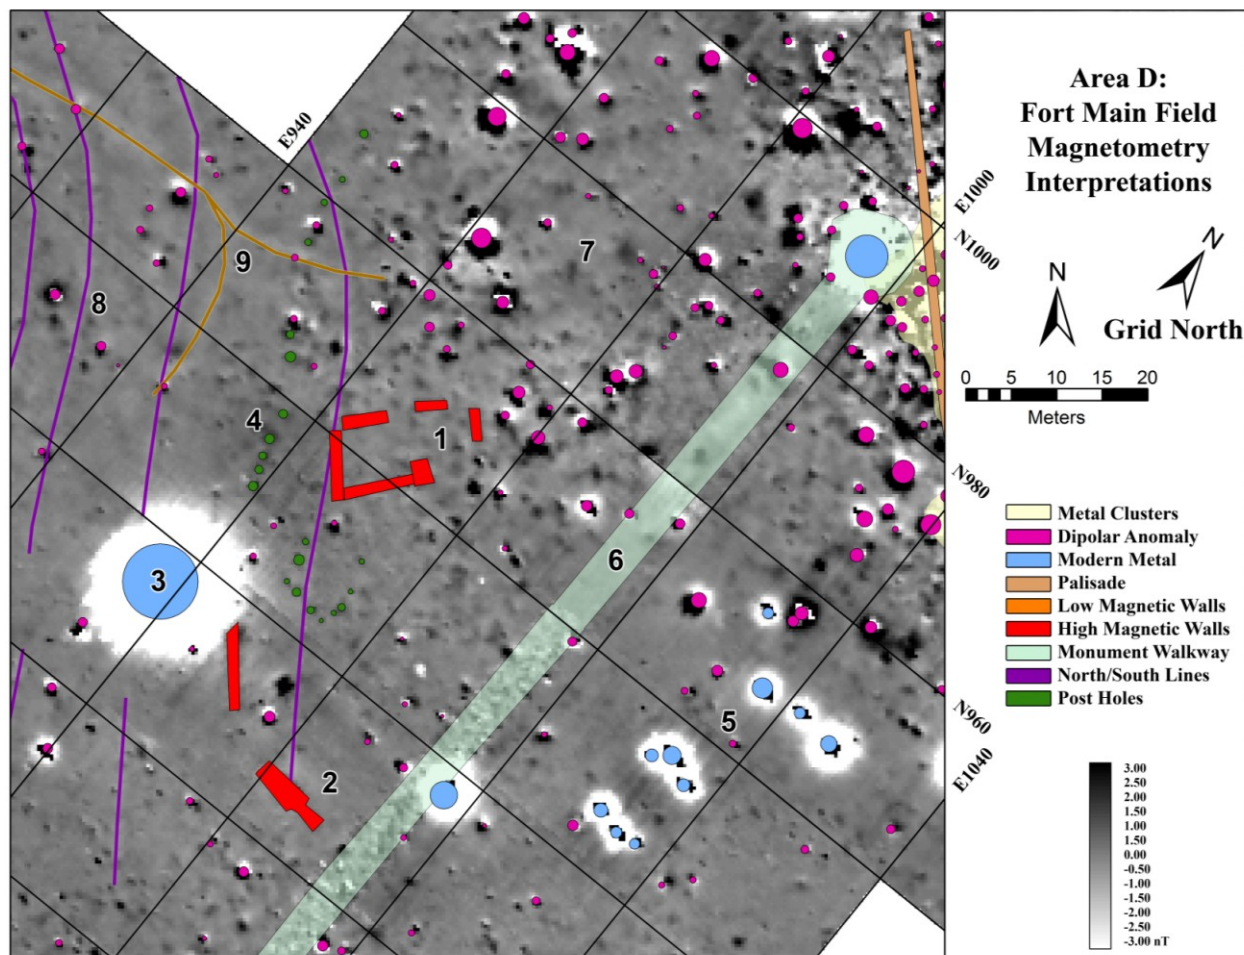 Area D:
Fort Main Field
Magnetometry
Interpretations
E940
E1000
N1000
N
N
Grid North
0 5 10 15 20
Meters
N980
N960
E1040
1
2
3
4
5
6
7
8
9
Metal Clusters
Dipolar Anomaly
Modern Metal
Palisade
Low Magnetic Walls
High Magnetic Walls
Monument Walkway
North/South Lines
Post Holes
3.00
2.50
2.00
1.50
1.00
0.50
0.00
-0.50
-1.00
-1.50
-2.00
-2.50
-3.00 nT